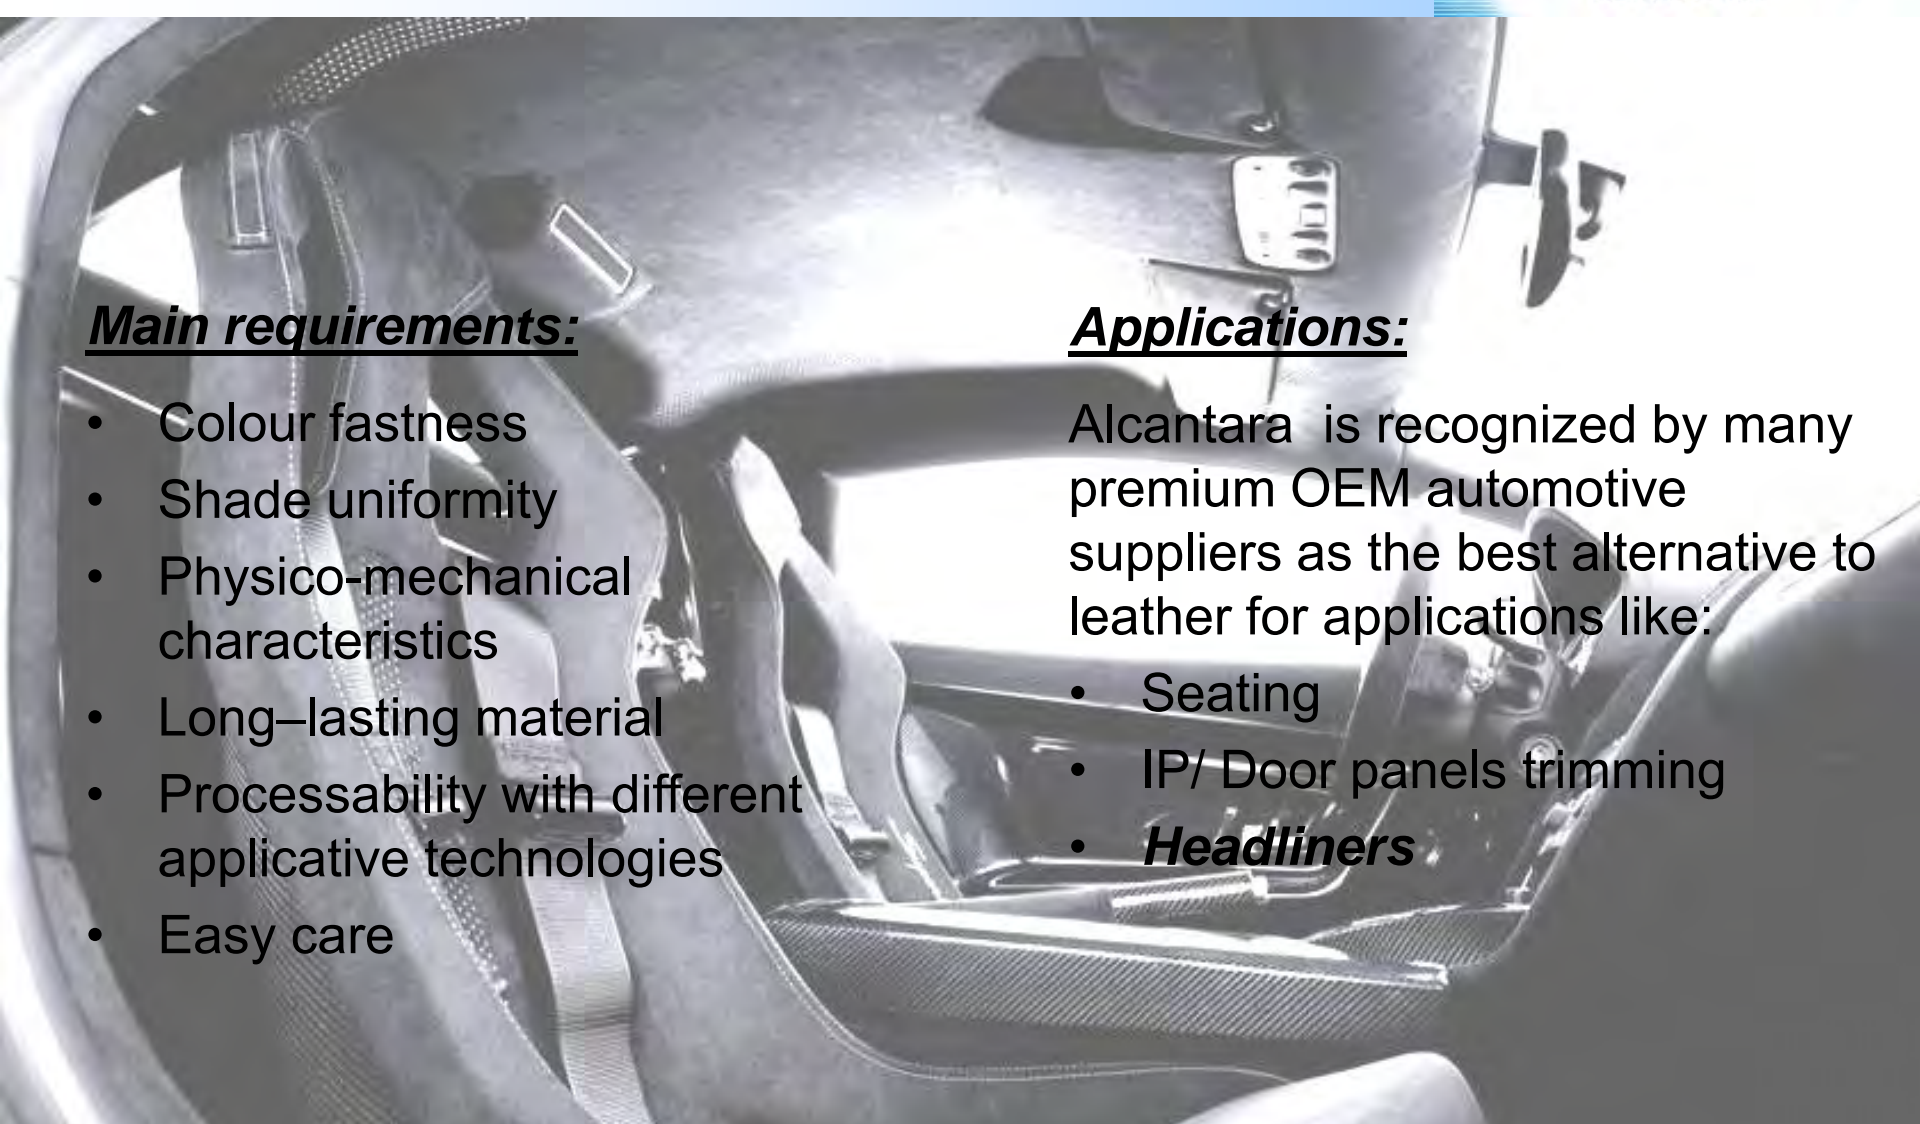 Main requirements:
• Colour fastness
• Shade uniformity
• Physico-mechanical
characteristics
• Long–lasting material
• Processability with different
applicative technologies
• Easy care
Applications:
Alcantara  is recognized by many
premium OEM automotive
suppliers as the best alternative to
leather for applications like:
• Seating
• IP/ Door panels trimming
• Headliners